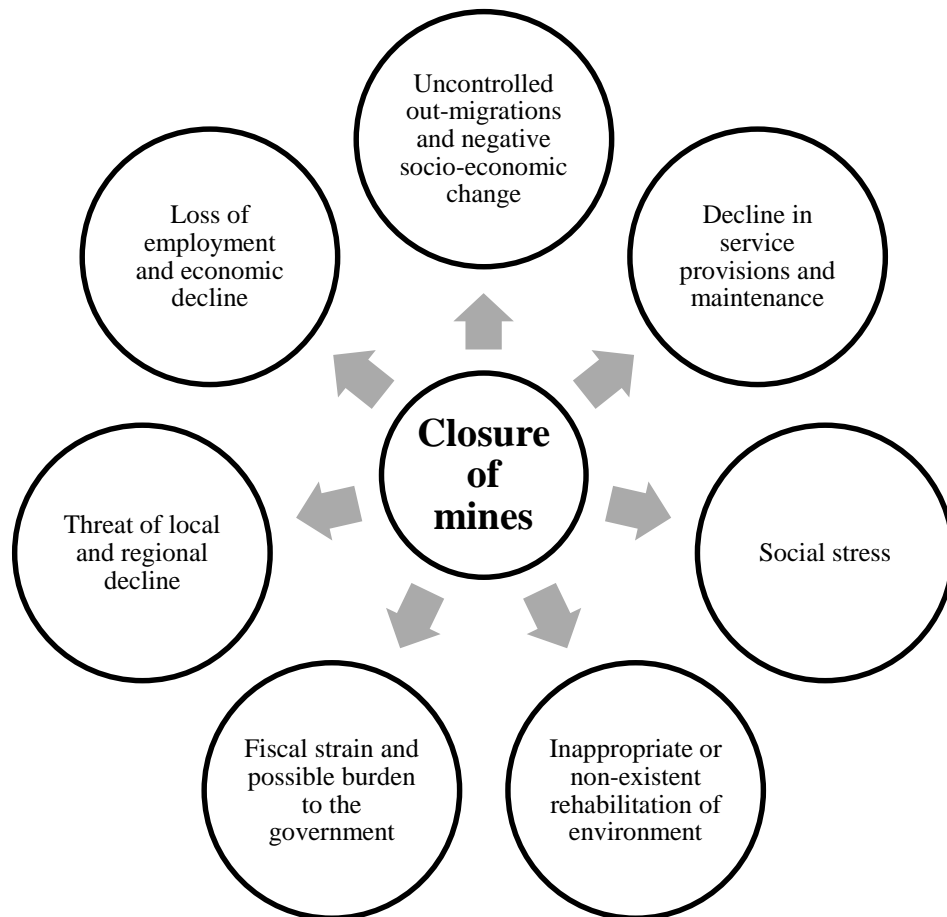 Uncontrolled
out-migrations
and negative
socio-economic
change
Loss of
employment
and economic
decline
Decline in
service
provisions and
maintenance
Closure
of
mines
Threat of local
and regional
decline
Social stress
Fiscal strain and
possible burden
to the
government
Inappropriate or
non-existent
rehabilitation of
environment